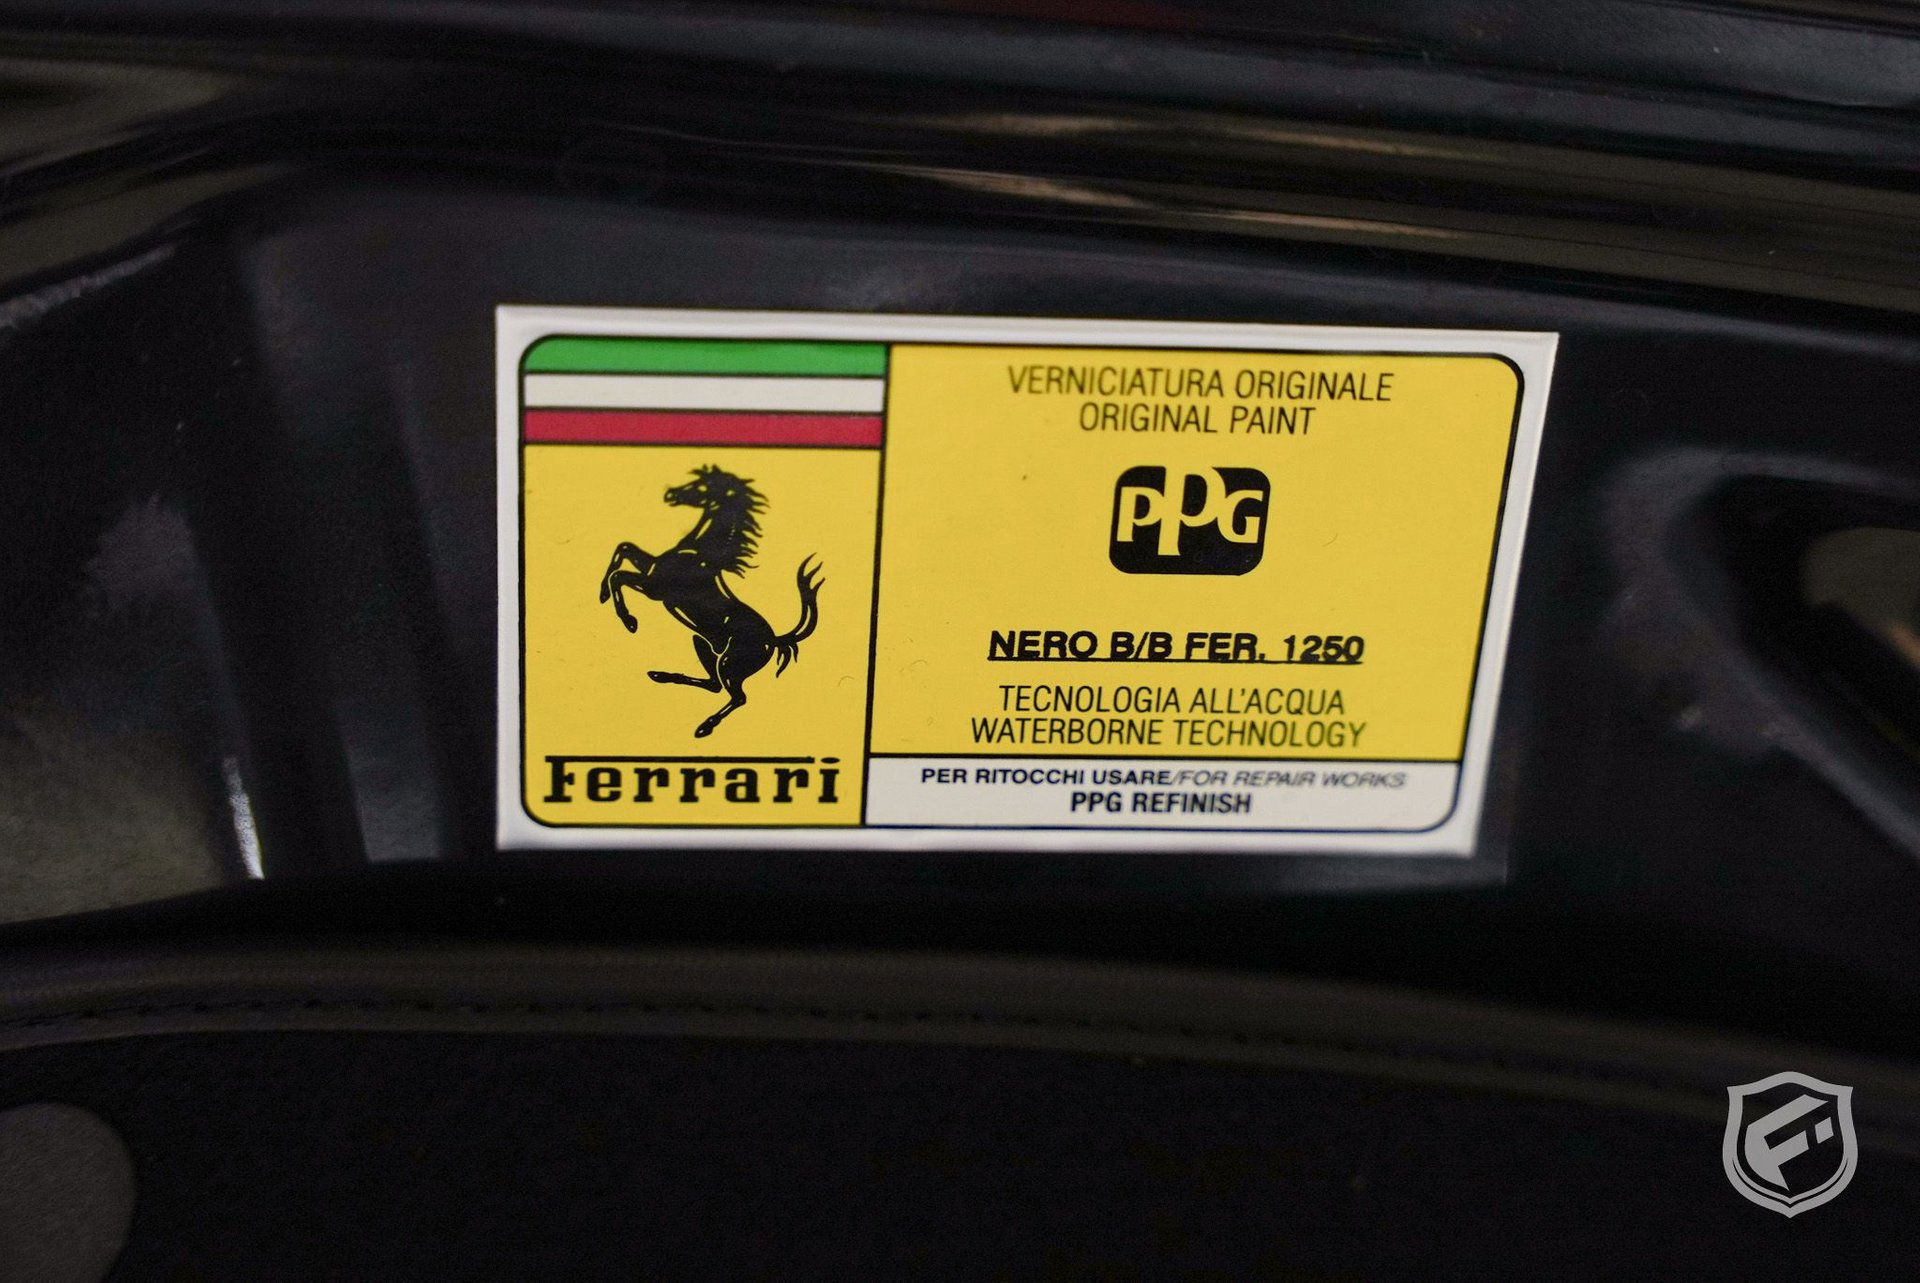 Ferrari
VERNICIATURA ORIGINALE
ORIGINAL PAINT
PPG
NERO B/B FER. 1250
TECNOLOGIA ALL'ACQUA
WATERBORNE TECHNOLOGY
PER RITOCCHI USARE/FOR REPAIR WORKS
PPG REFINISH